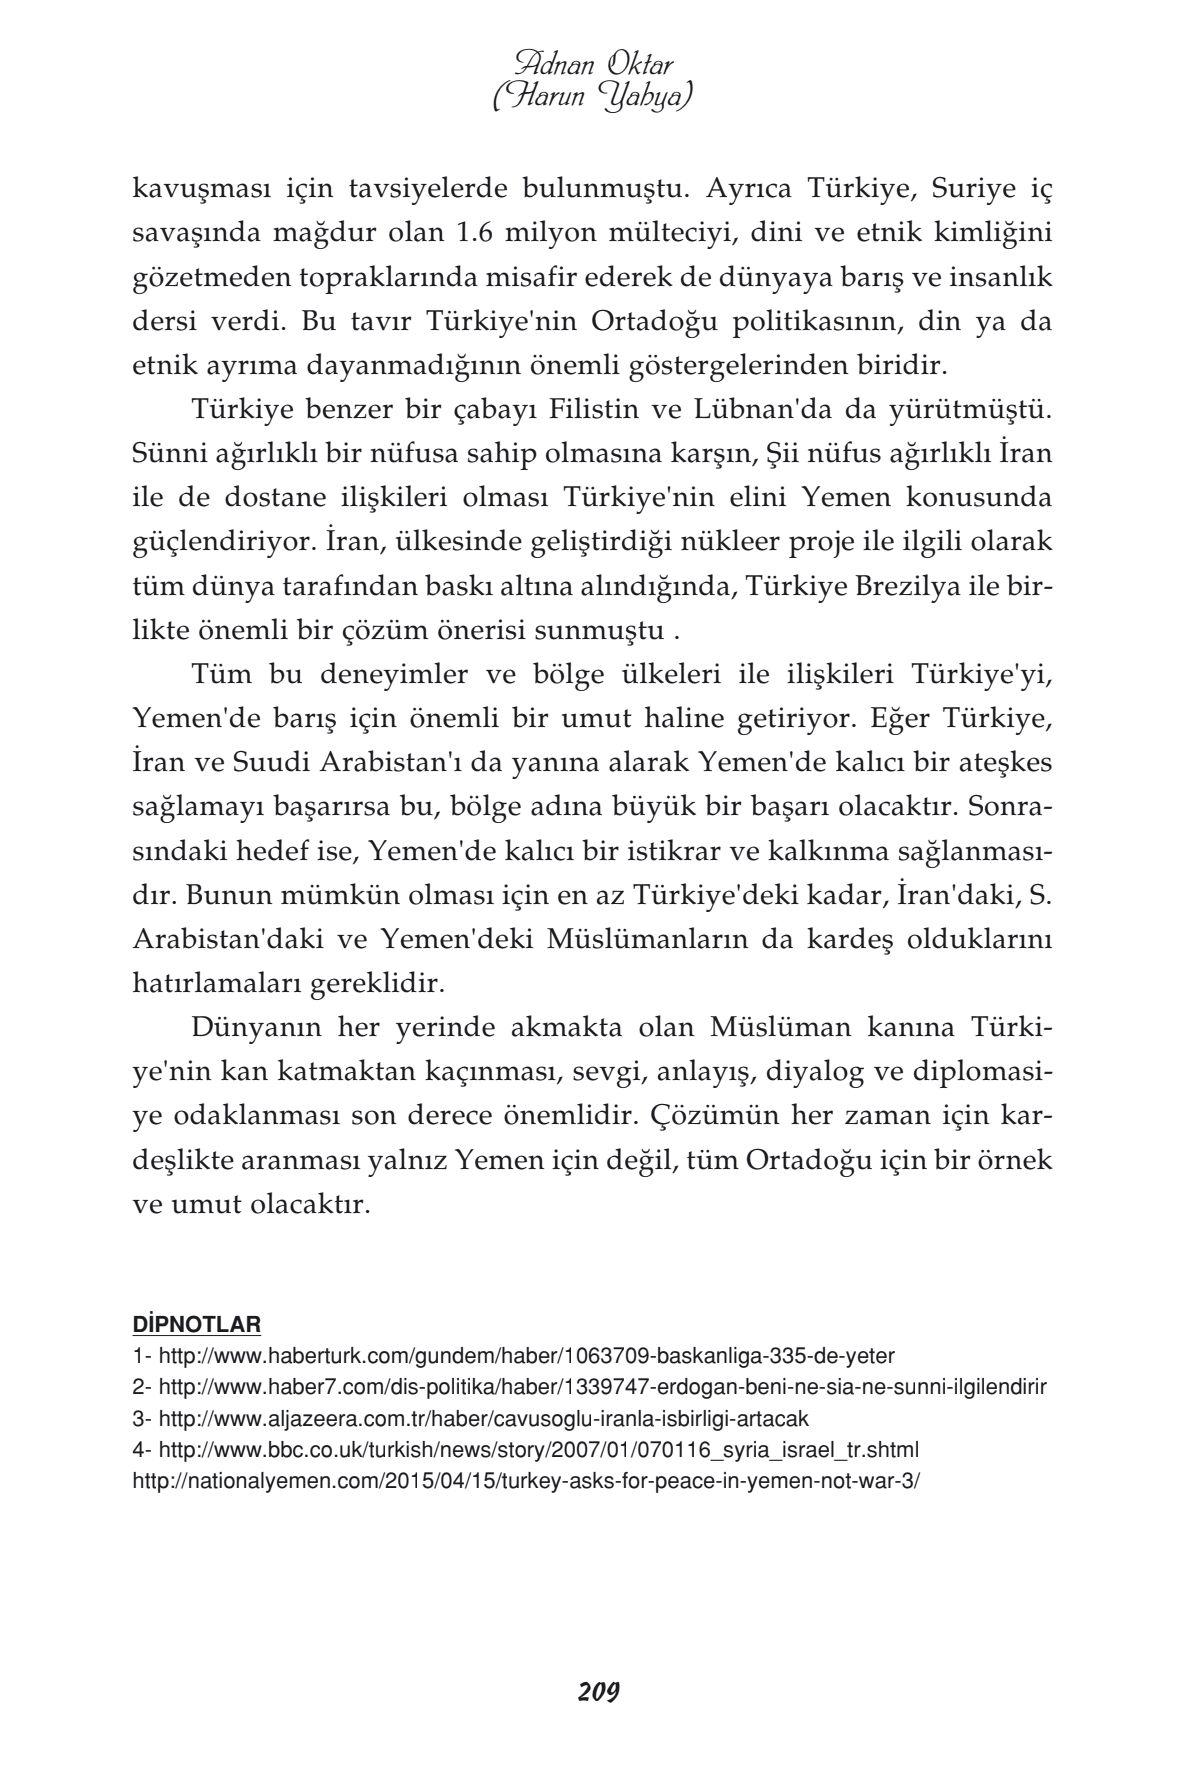 Adnan Oktar
(Harun Yahya)
kavuşması için tavsiyelerde bulunmuştu. Ayrıca Türkiye, Suriye iç
savaşında mağdur olan 1.6 milyon mülteciyi, dini ve etnik kimliğini
gözetmeden topraklarında misafir ederek de dünyaya barış ve insanlık
dersi verdi. Bu tavır Türkiye'nin Ortadoğu politikasının, din ya da
etnik ayrıma dayanmadığının önemli göstergelerinden biridir.
Türkiye benzer bir çabayı Filistin ve Lübnan'da da yürütmüştü.
Sünni ağırlıklı bir nüfusa sahip olmasına karşın, Şii nüfus ağırlıklı İran
ile de dostane ilişkileri olması Türkiye'nin elini Yemen konusunda
güçlendiriyor. İran, ülkesinde geliştirdiği nükleer proje ile ilgili olarak
tüm dünya tarafından baskı altına alındığında, Türkiye Brezilya ile bir-
likte önemli bir çözüm önerisi sunmuştu .
Tüm bu deneyimler ve bölge ülkeleri ile ilişkileri Türkiye'yi,
Yemen'de barış için önemli bir umut haline getiriyor. Eğer Türkiye,
İran ve Suudi Arabistan'ı da yanına alarak Yemen'de kalıcı bir ateşkes
sağlamayı başarırsa bu, bölge adına büyük bir başarı olacaktır. Sonra-
sındaki hedef ise, Yemen'de kalıcı bir istikrar ve kalkınma sağlanması-
dır. Bunun mümkün olması için en az Türkiye'deki kadar, İran'daki, S.
Arabistan'daki ve Yemen'deki Müslümanların da kardeş olduklarını
hatırlamaları gereklidir.
Dünyanın her yerinde akmakta olan Müslüman kanına Türki-
ye'nin kan katmaktan kaçınması, sevgi, anlayış, diyalog ve diplomasi-
ye odaklanması son derece önemlidir. Çözümün her zaman için kar-
deşlikte aranması yalnız Yemen için değil, tüm Ortadoğu için bir örnek
ve umut olacaktır.
DİPNOTLAR
1- http://www.haberturk.com/gundem/haber/1063709-baskanliga-335-de-yeter
2- http://www.haber7.com/dis-politika/haber/1339747-erdogan-beni-ne-sia-ne-sunni-ilgilendirir
3- http://www.aljazeera.com.tr/haber/cavusoglu-iranla-isbirligi-artacak
4- http://www.bbc.co.uk/turkish/news/story/2007/01/070116_syria_israel_tr.shtml
http://nationalyemen.com/2015/04/15/turkey-asks-for-peace-in-yemen-not-war-3/
209